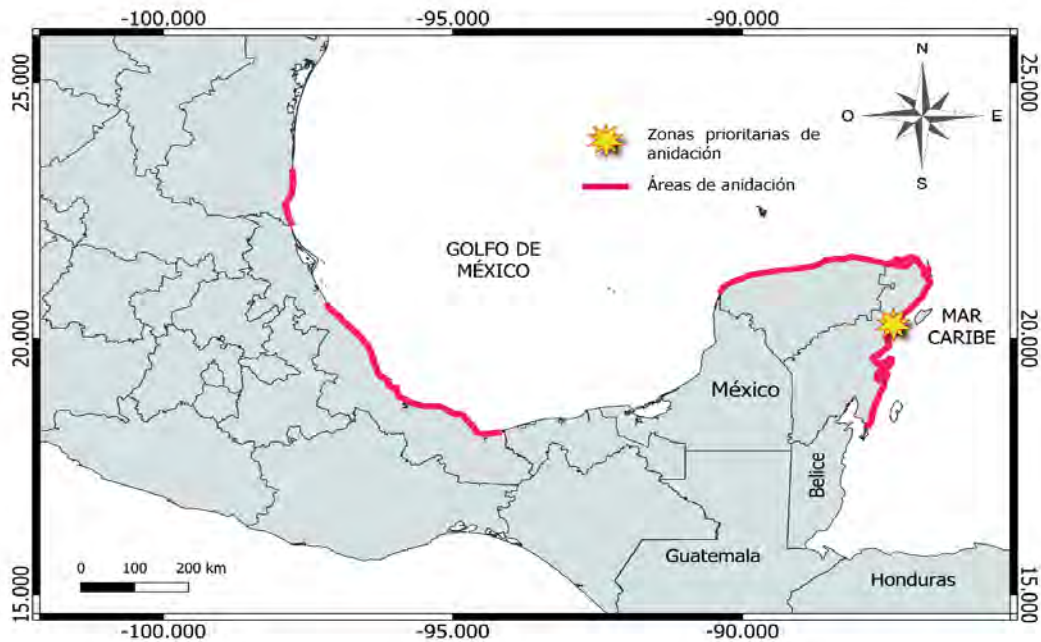 -100.000
-95.000
-90.000
25.000
25.000
N
O
E
S
Zonas prioritarias de
anidación
Áreas de anidación
GOLFO DE
MÉXICO
MAR
CARIBE
20.000
20.000
México
Belice
Guatemala
Honduras
0 100 200 km
15.000
15.000
-100.000
-95.000
-90.000